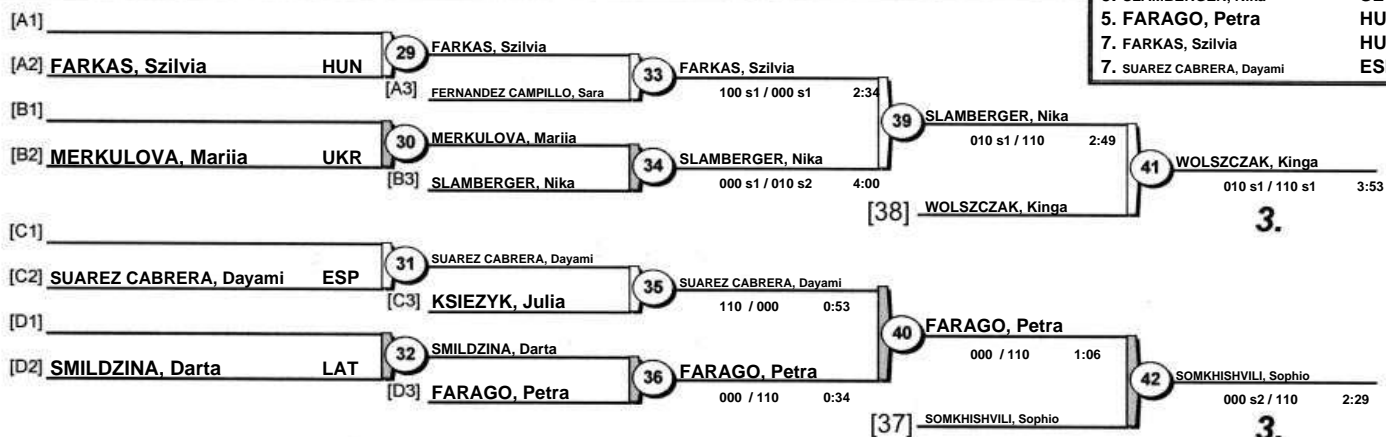 5. FARAGO, Petra HU
7. FARKAS, Szilvia HU
7. SUAREZ CABRERA, Dayami ES
[A1]
[A2] FARKAS, Szilvia HUN
29
FARKAS, Szilvia
[A3] FERNANDEZ CAMPILLO, Sara
33
FARKAS, Szilvia
100 s1 / 000 s1 2:34
[B1]
[B2] MERKULOVA, Mariia UKR
30
MERKULOVA, Mariia
[B3] SLAMBERGER, Nika
34
SLAMBERGER, Nika
000 s1 / 010 s2 4:00
39
SLAMBERGER, Nika
010 s1 / 110 2:49
[38] WOLSZCZAK, Kinga
41
WOLSZCZAK, Kinga
010 s1 / 110 s1 3:53
3.
[C1]
[C2] SUAREZ CABRERA, Dayami ESP
31
SUAREZ CABRERA, Dayami
[C3] KSIEZYK, Julia
35
SUAREZ CABRERA, Dayami
110 / 000 0:53
[D1]
[D2] SMILDZINA, Darta LAT
32
SMILDZINA, Darta
[D3] FARAGO, Petra
36
FARAGO, Petra
000 / 110 0:34
40
FARAGO, Petra
000 / 110 1:06
[37] SOMKHISHVILI, Sophio
42
SOMKHISHVILI, Sophio
000 s2 / 110 2:29
3.